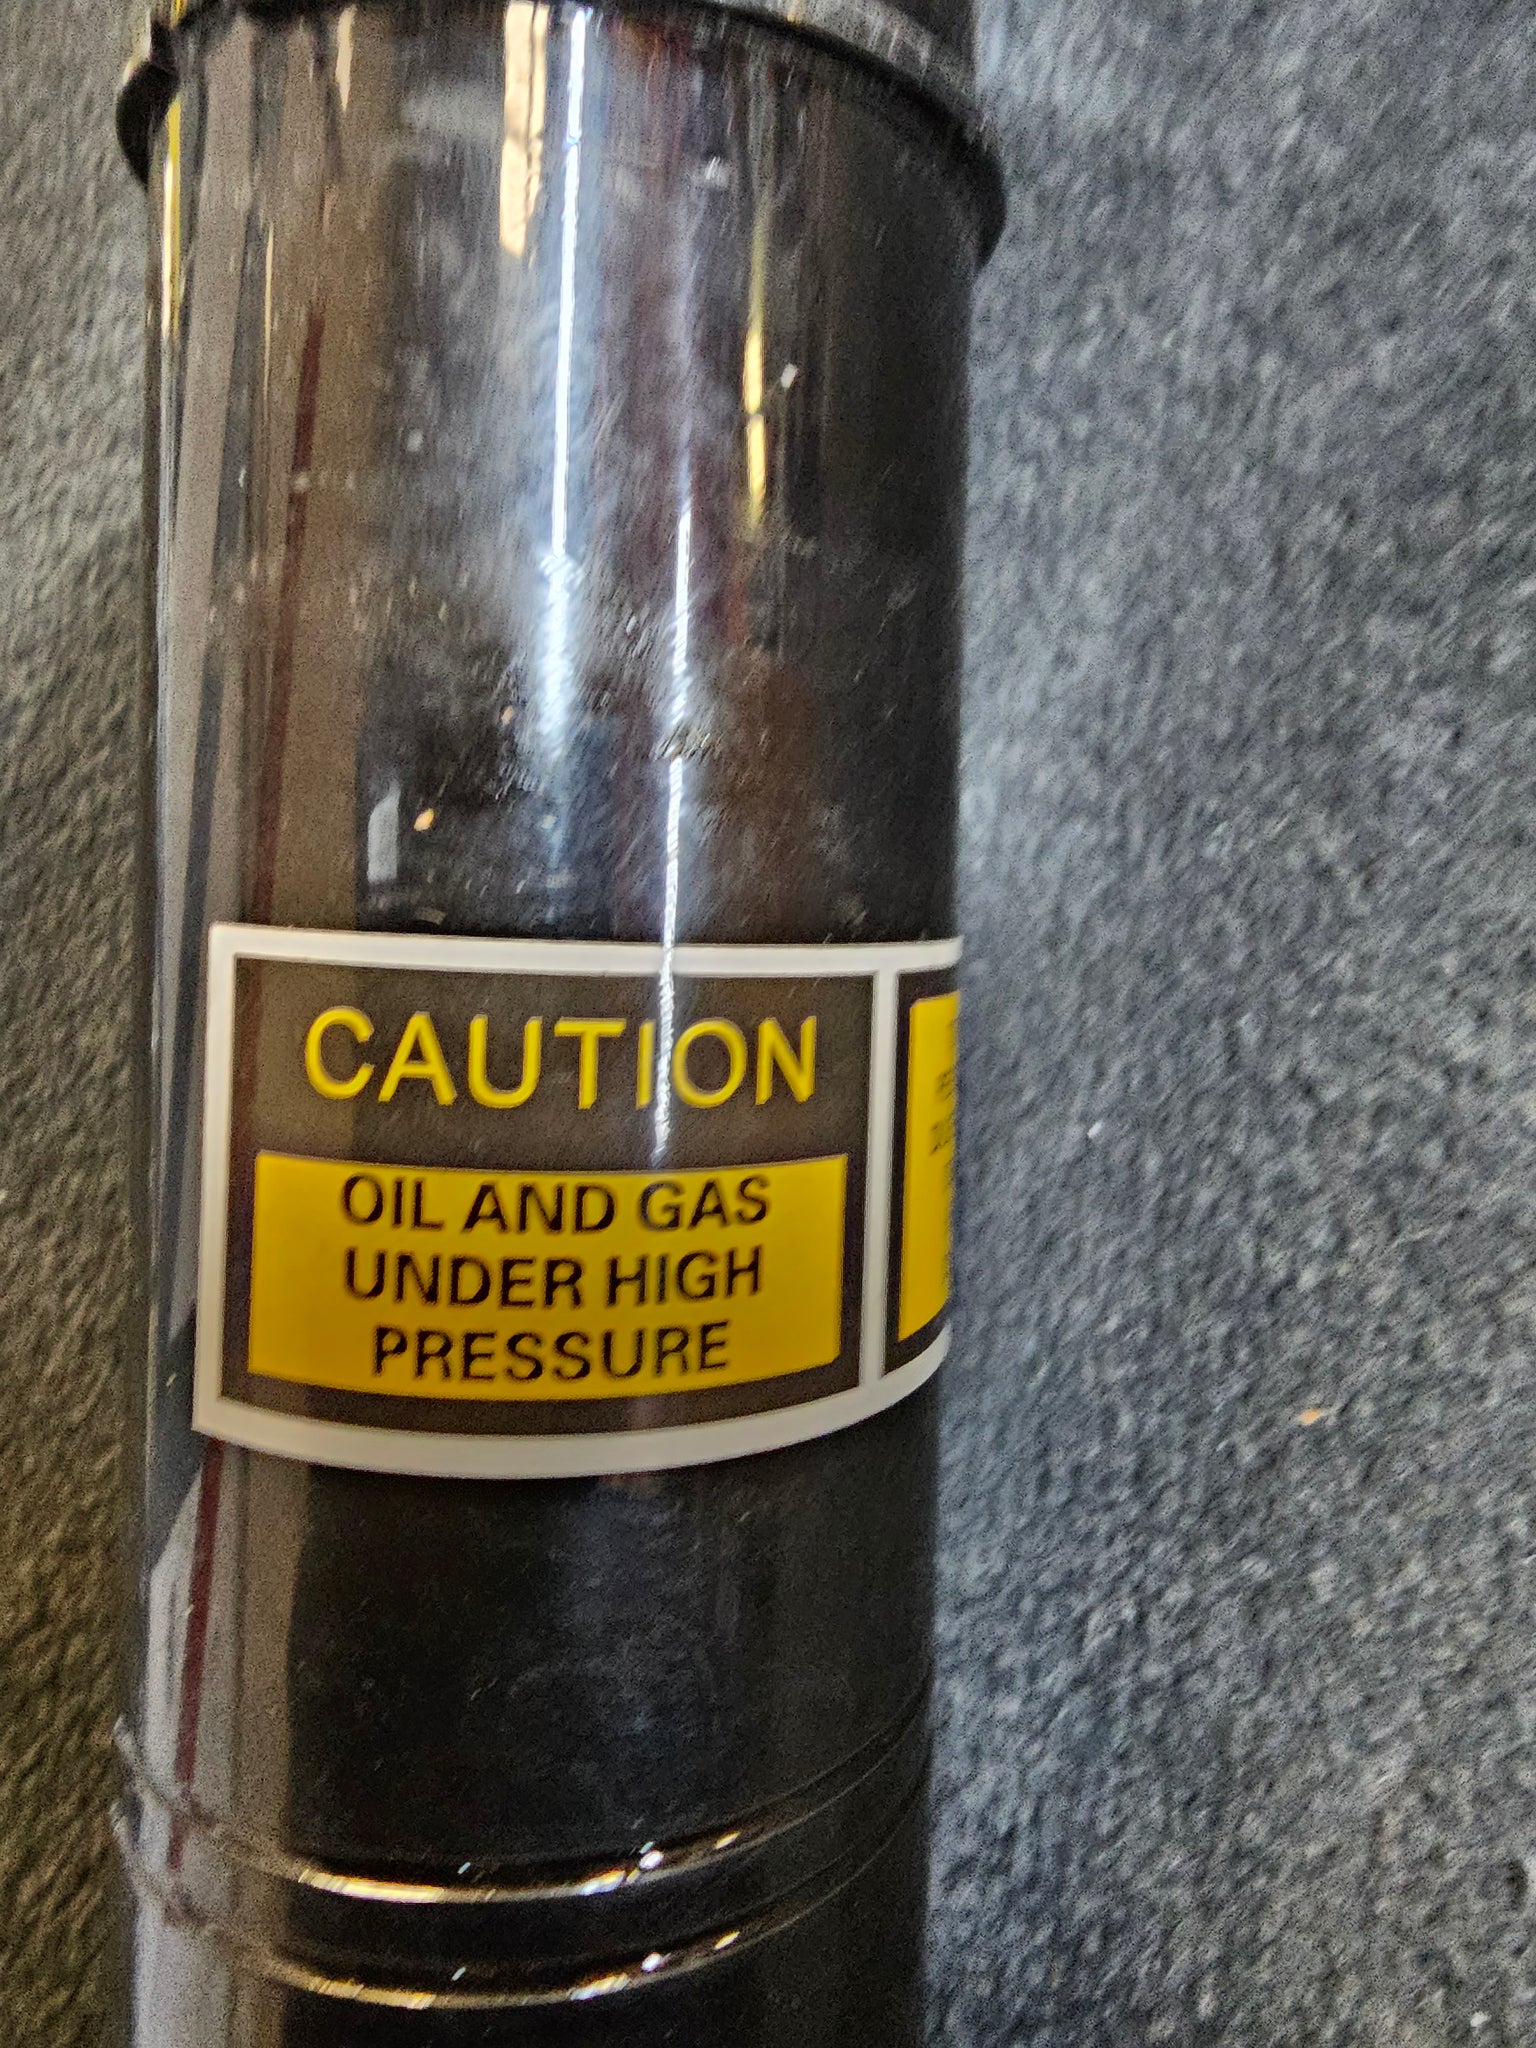 CAUTION
OIL AND GAS
UNDER HIGH
PRESSURE